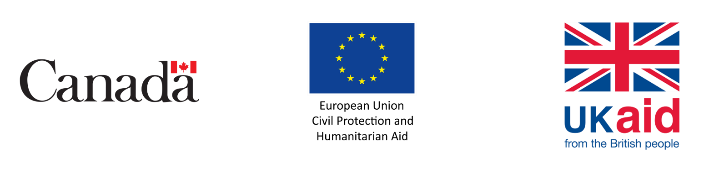 Canada
European Union
Civil Protection and
Humanitarian Aid
UKaid
from the British people